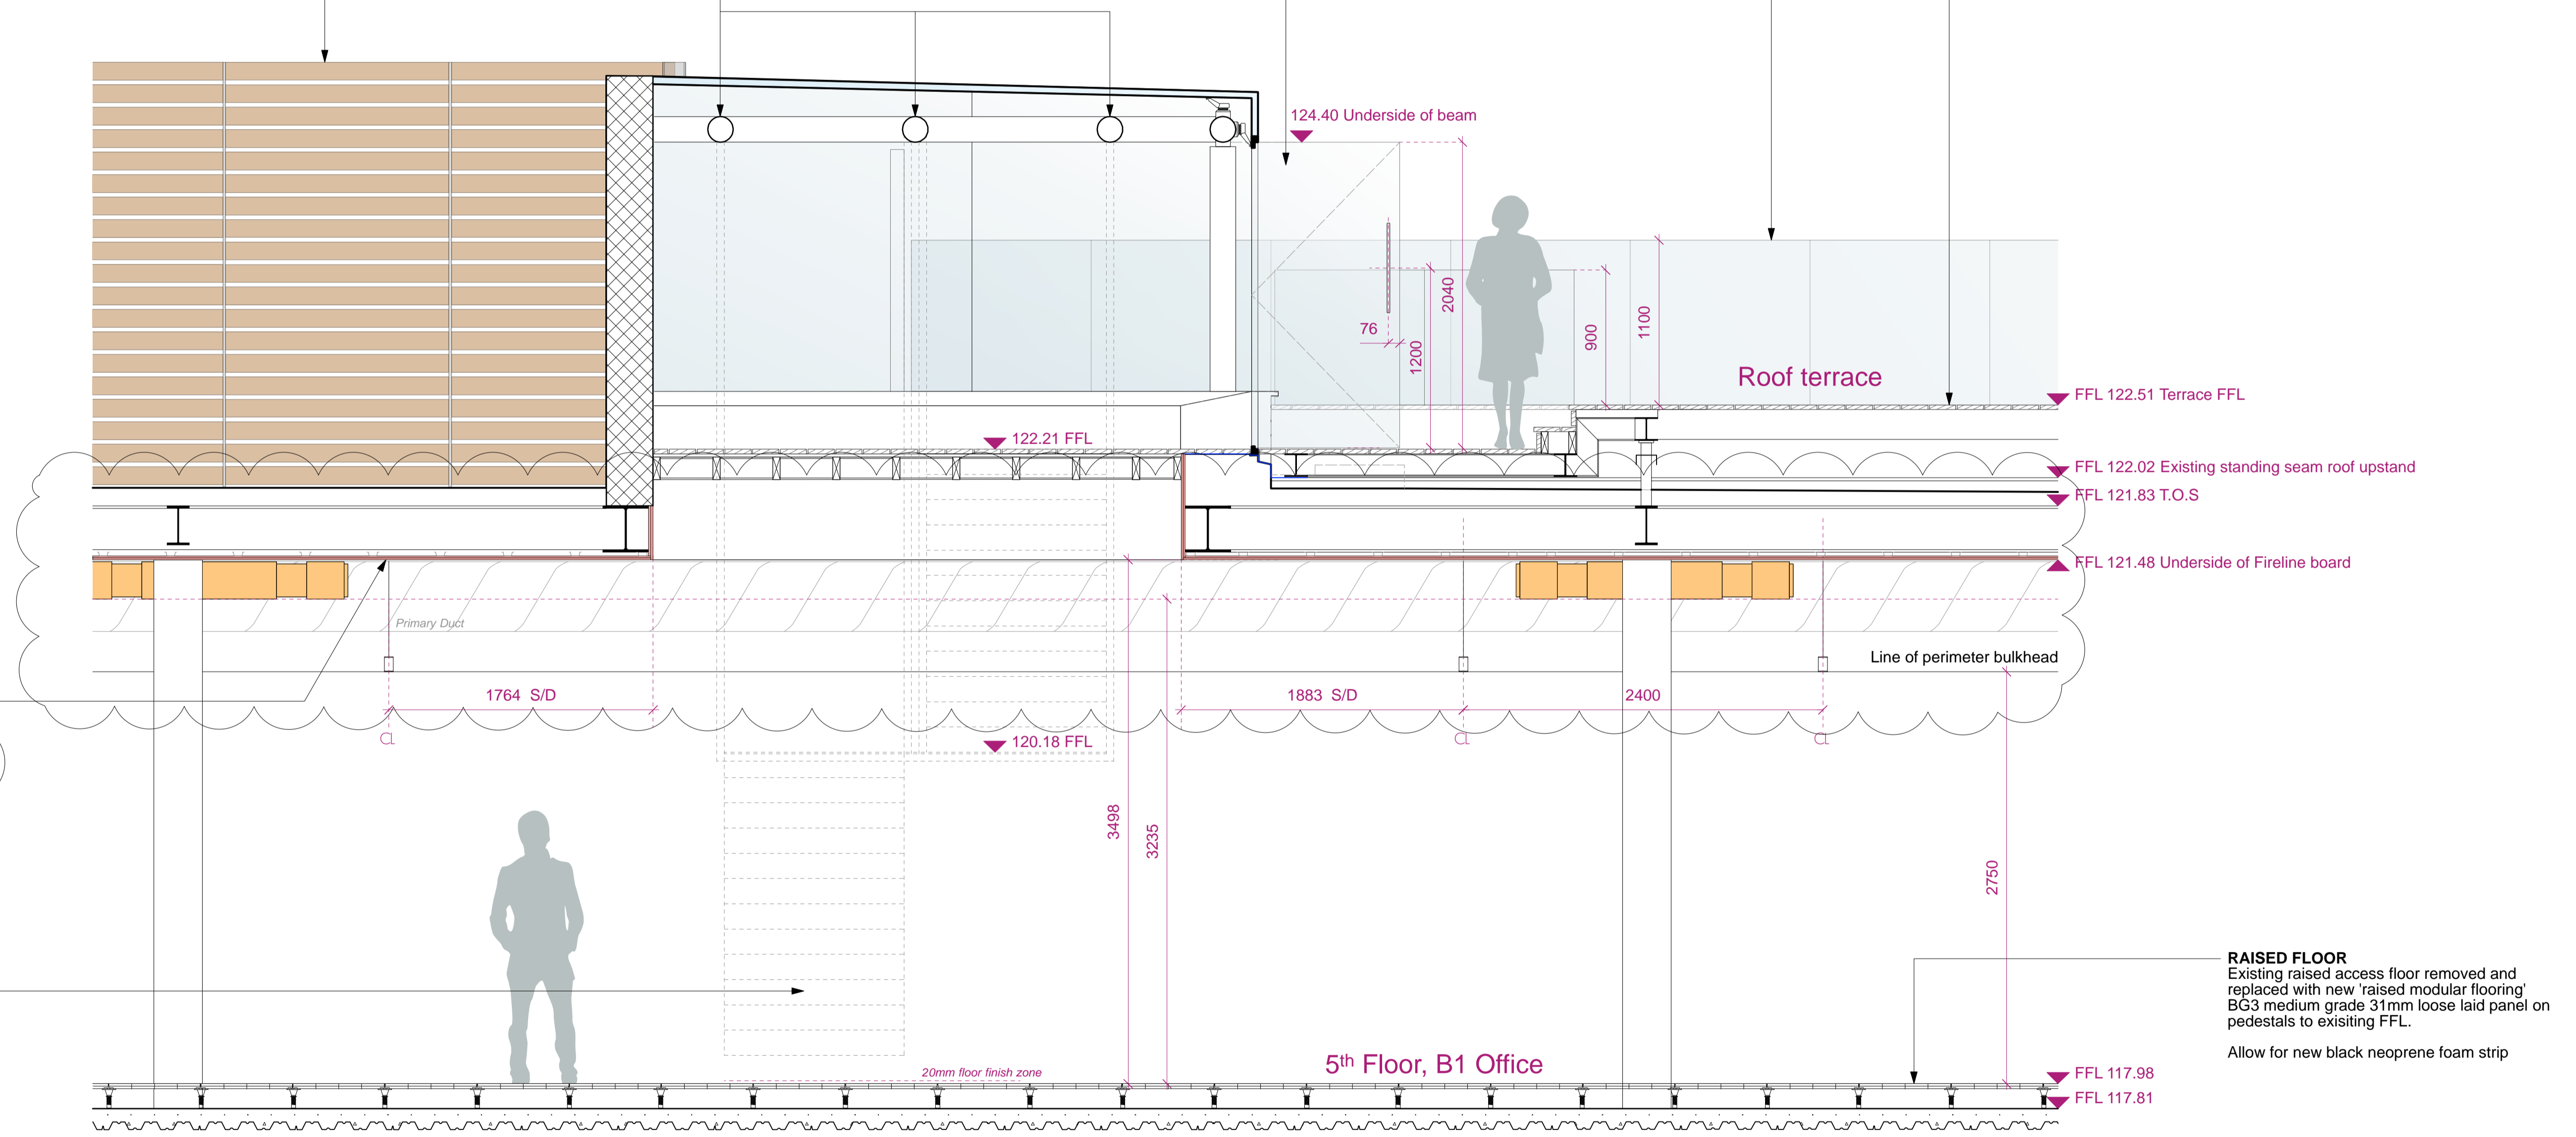 124.40 Underside of beam
2040
76
1200
900
1100
Roof terrace
FFL 122.51 Terrace FFL
122.21 FFL
FFL 122.02 Existing standing seam roof upstand
FFL 121.83 T.O.S
FFL 121.48 Underside of Fireline board
Primary Duct
Line of perimeter bulkhead
1764 S/D
1883 S/D
2400
CL
CL
CL
120.18 FFL
3498
3235
2750
RAISED FLOOR
Existing raised access floor removed and
replaced with new 'raised modular flooring'
BG3 medium grade 31mm loose laid panel on
pedestals to exisiting FFL.
Allow for new black neoprene foam strip
5th Floor, B1 Office
20mm floor finish zone
FFL 117.98
FFL 117.81